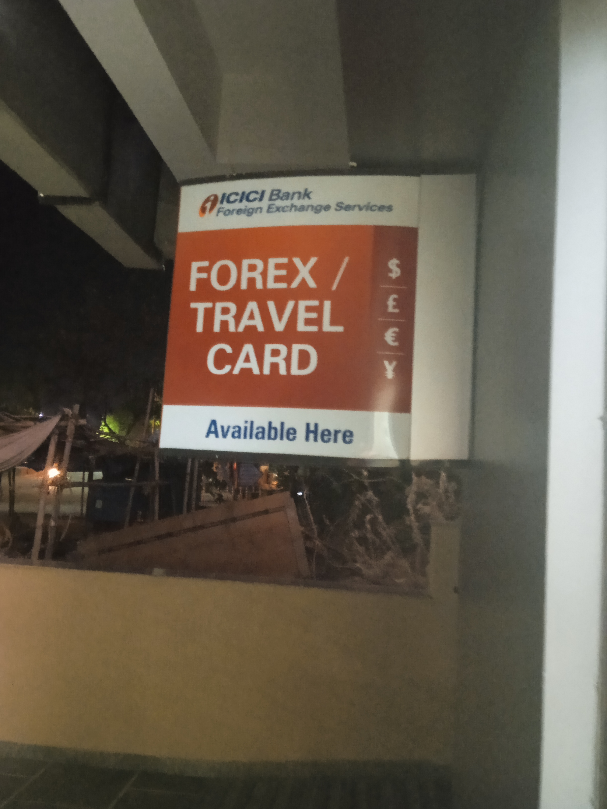 ICICI Bank
Foreign Exchange Services
FOREX /
TRAVEL
CARD
$
£
€
¥
Available Here